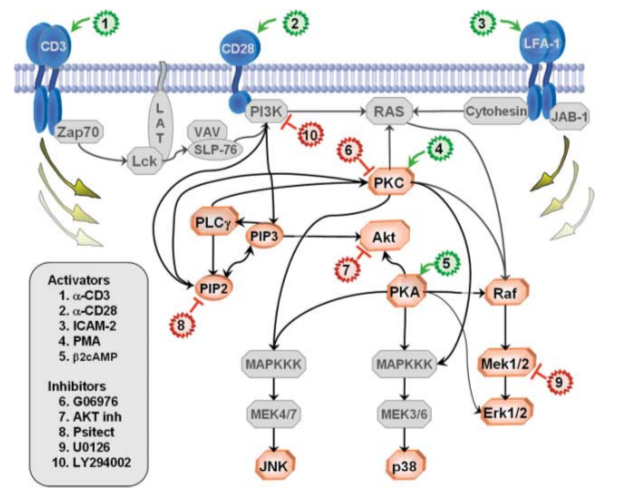 1
2
3
CD3
CD28
LFA-1
PI3K
RAS
Cytohesin
JAB-1
L
A
T
Zap70
VAV
SLP-76
Lck
10
6
4
PKC
PLCγ
PIP3
Akt
7
5
PIP2
PKA
Raf
8
Activators
1. α-CD3
2. α-CD28
3. ICAM-2
4. PMA
5. β2cAMP
Inhibitors
6. G06976
7. AKT inh
8. Psitect
9. U0126
10. LY294002
MAPKKK
MAPKKK
Mek1/2
9
MEK4/7
MEK3/6
Erk1/2
JNK
p38